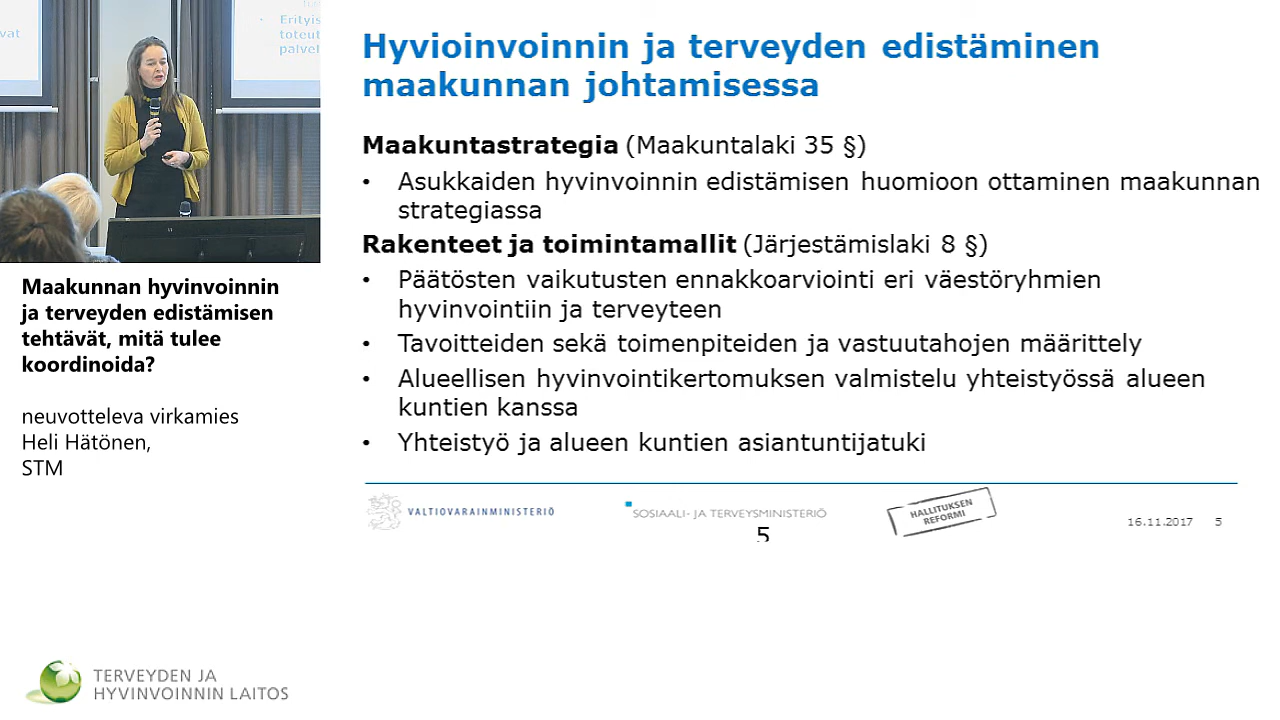 vat
Erityis
toteut
palvel
Maakunnan hyvinvoinnin
ja terveyden edistämisen
tehtävät, mitä tulee
koordinoida?
neuvotteleva virkamies
Heli Hätönen,
STM
TERVEYDEN JA
HYVINVOINNIN LAITOS
Hyvioinvoinnin ja terveyden edistäminen
maakunnan johtamisessa
Maakuntastrategia (Maakuntalaki 35 §)
• Asukkaiden hyvinvoinnin edistämisen huomioon ottaminen maakunnan
strategiassa
Rakenteet ja toimintamallit (Järjestämislaki 8 §)
• Päätösten vaikutusten ennakkoarviointi eri väestöryhmien
hyvinvointiin ja terveyteen
• Tavoitteiden sekä toimenpiteiden ja vastuutahojen määrittely
• Alueellisen hyvinvointikertomuksen valmistelu yhteistyössä alueen
kuntien kanssa
• Yhteistyö ja alueen kuntien asiantuntijatuki
VALTIOVARAINMINISTERIÖ
SOSIAALI- JA TERVEYSMINISTERIÖ
HALLITUKSEN
REFORMI
16.11.2017 5
5